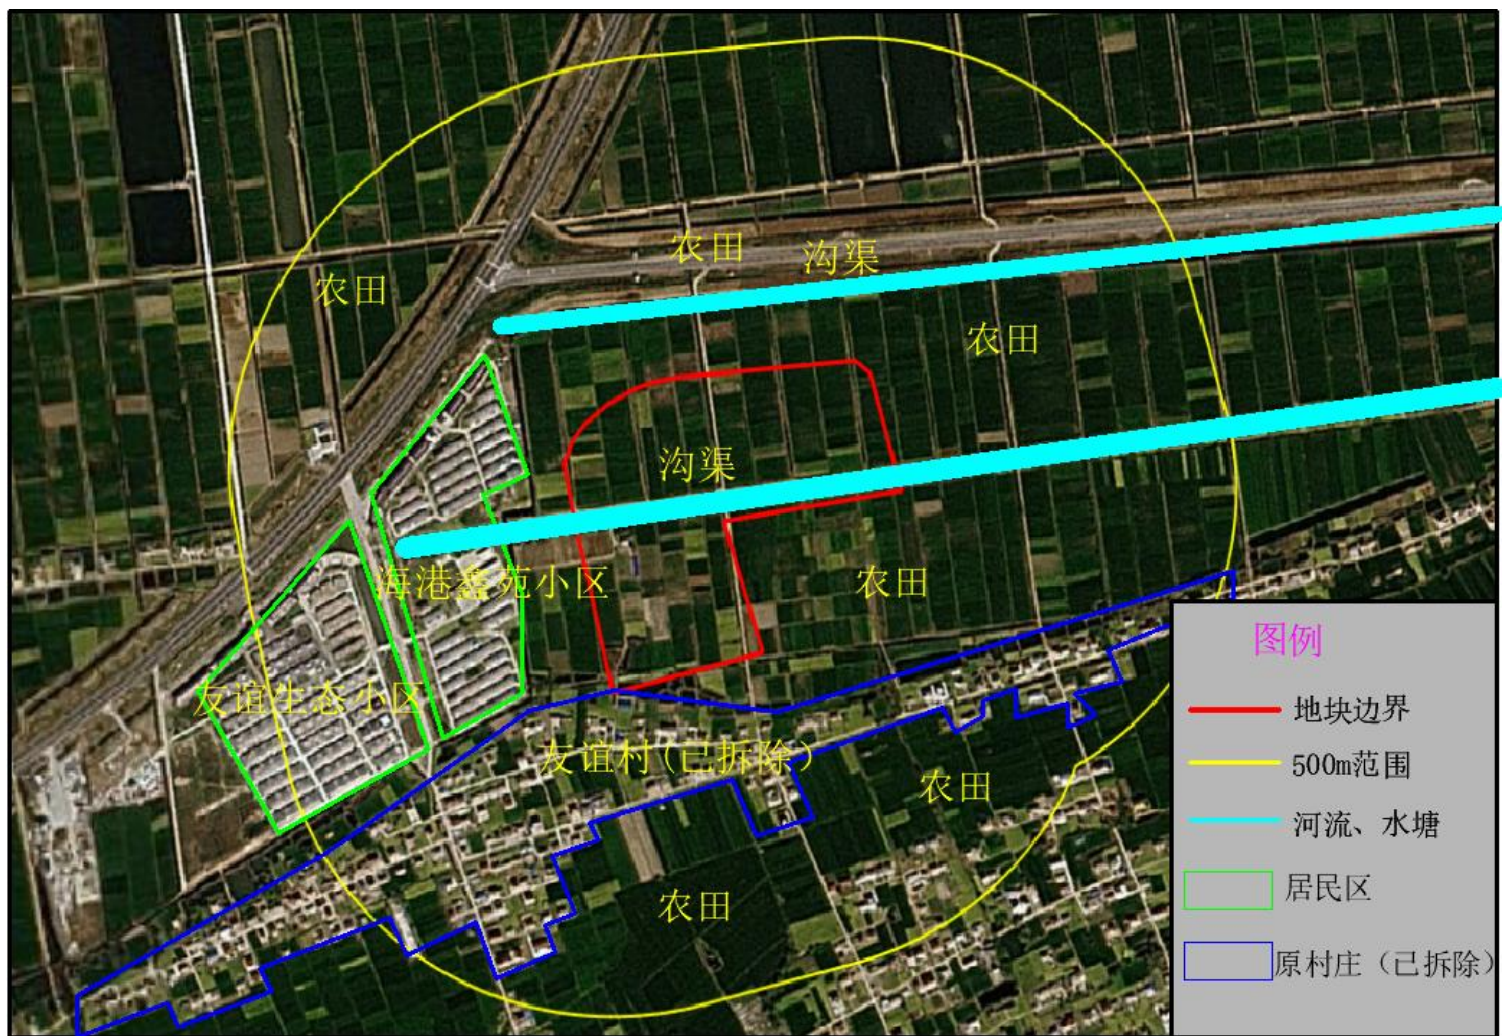 农田
沟渠
农田
农田
沟渠
海港鑫苑小区
农田
友谊生态小区
友谊村(已拆除)
农田
农田
图例
地块边界
500m范围
河流、水塘
居民区
原村庄（已拆除）